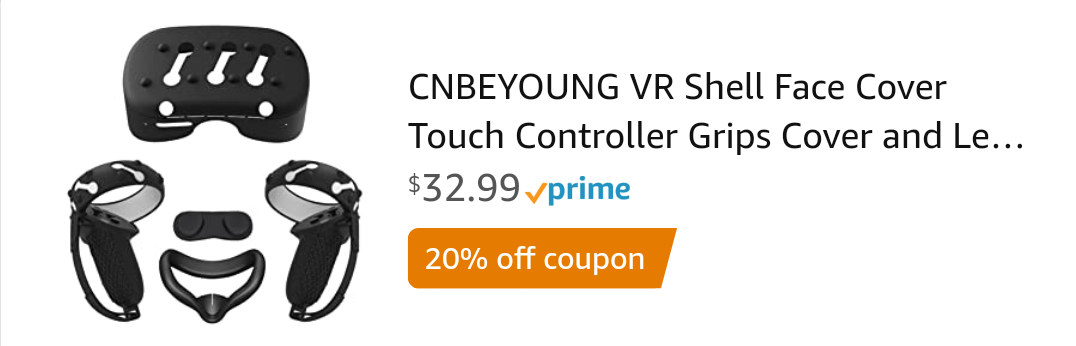 CNBEYOUNG VR Shell Face Cover
Touch Controller Grips Cover and Le...
$32.99 prime
20% off coupon